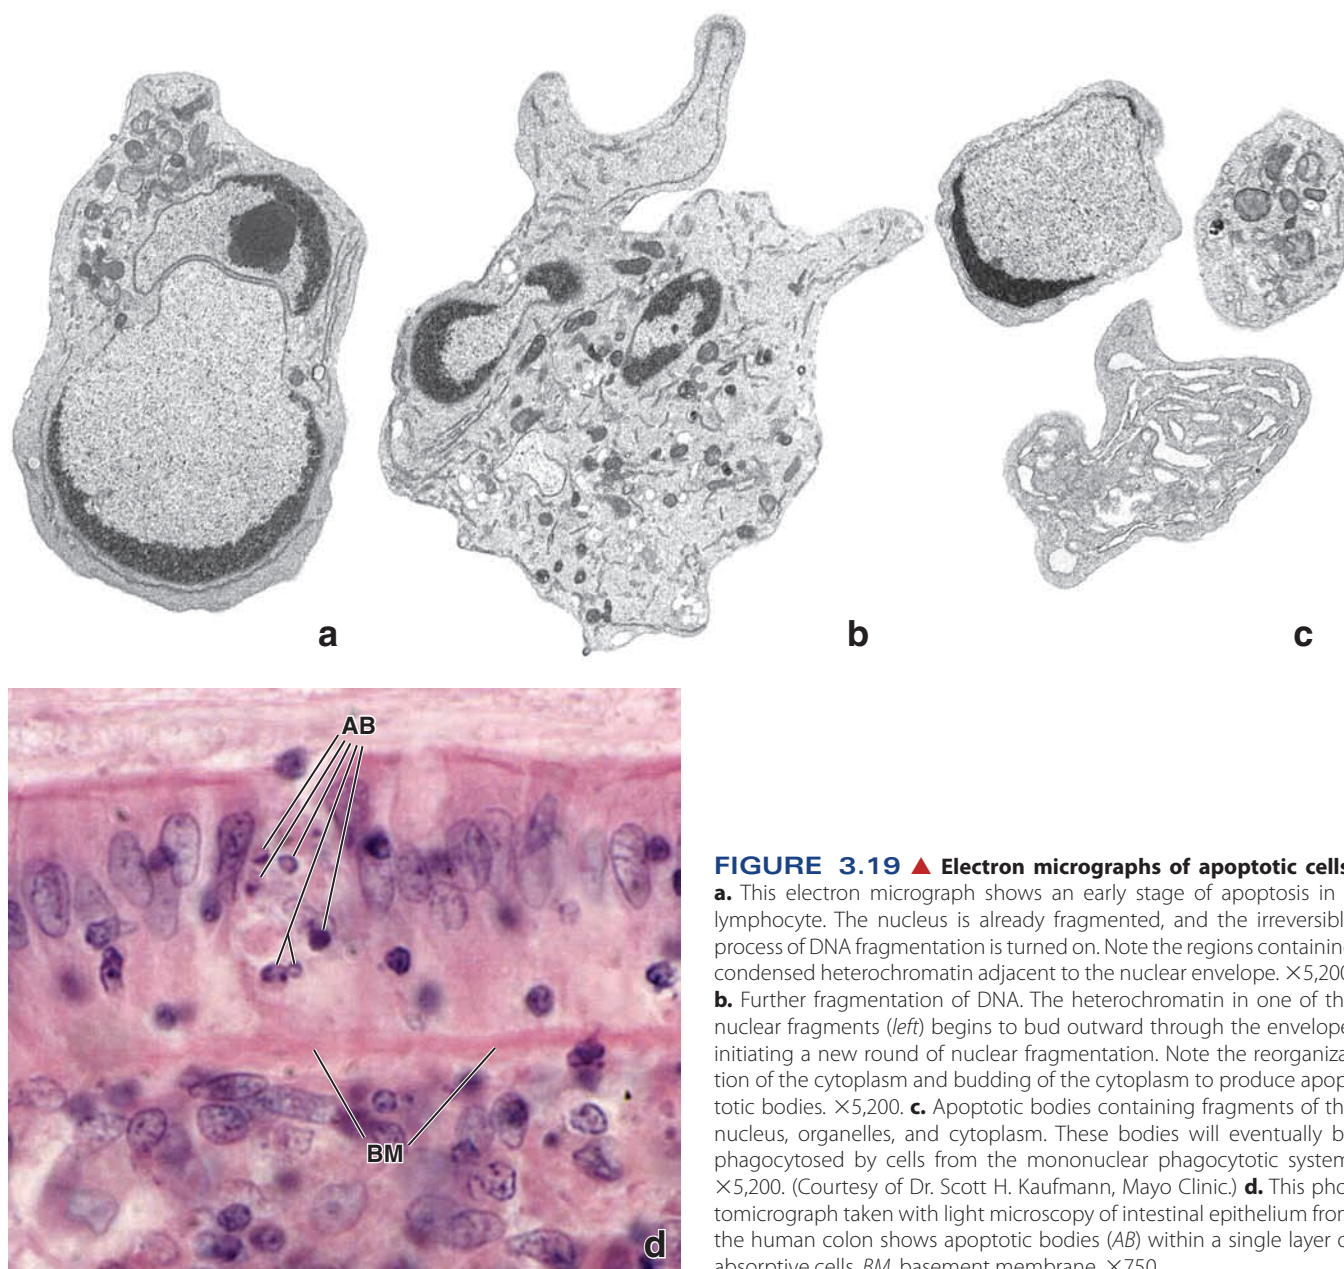 a
b
c
AB
BM
d
FIGURE 3.19 ▲ Electron micrographs of apoptotic cells
a. This electron micrograph shows an early stage of apoptosis in
lymphocyte. The nucleus is already fragmented, and the irreversibl
process of DNA fragmentation is turned on. Note the regions containin
condensed heterochromatin adjacent to the nuclear envelope. ×5,200
b. Further fragmentation of DNA. The heterochromatin in one of th
nuclear fragments (left) begins to bud outward through the envelope
initiating a new round of nuclear fragmentation. Note the reorganiza
tion of the cytoplasm and budding of the cytoplasm to produce apop
totic bodies. ×5,200. c. Apoptotic bodies containing fragments of th
nucleus, organelles, and cytoplasm. These bodies will eventually b
phagocytosed by cells from the mononuclear phagocytotic system
×5,200. (Courtesy of Dr. Scott H. Kaufmann, Mayo Clinic.) d. This pho
tomicrograph taken with light microscopy of intestinal epithelium fron
the human colon shows apoptotic bodies (AB) within a single layer o
absorptive cells. BM, basement membrane. ×750